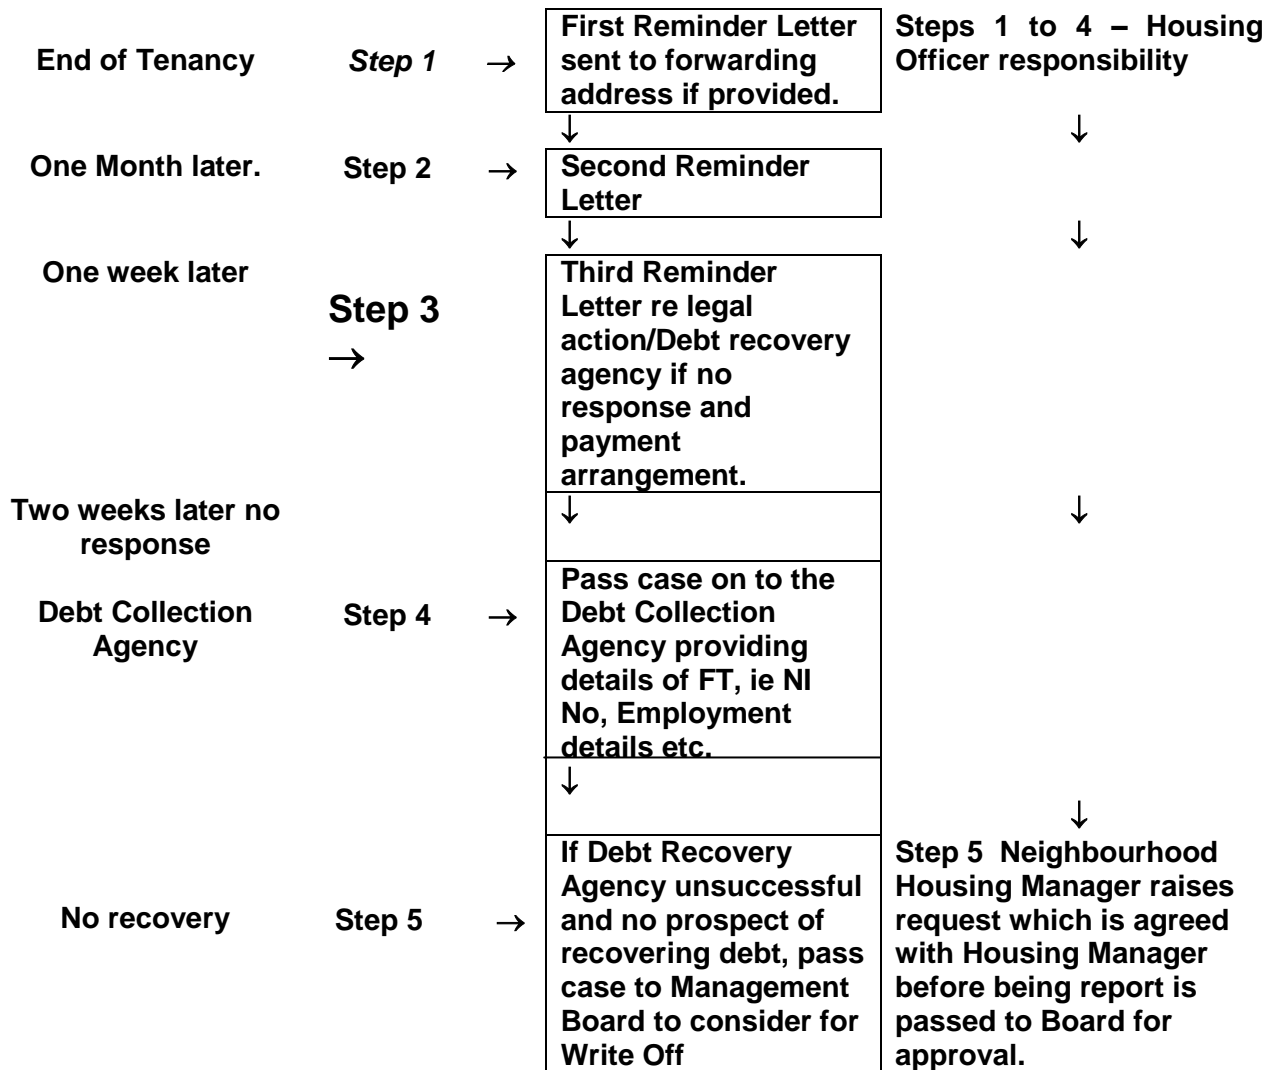 End of Tenancy Step 1 → First Reminder Letter sent to forwarding address if provided. Steps 1 to 4 – Housing Officer responsibility
↓ ↓
One Month later. Step 2 → Second Reminder Letter
↓ ↓
One week later Step 3 → Third Reminder Letter re legal action/Debt recovery agency if no response and payment arrangement.
Two weeks later no response ↓ ↓
Debt Collection Agency Step 4 → Pass case on to the Debt Collection Agency providing details of FT, ie NI No, Employment details etc.
↓ ↓
No recovery Step 5 → If Debt Recovery Agency unsuccessful and no prospect of recovering debt, pass case to Management Board to consider for Write Off Step 5 Neighbourhood Housing Manager raises request which is agreed with Housing Manager before being report is passed to Board for approval.